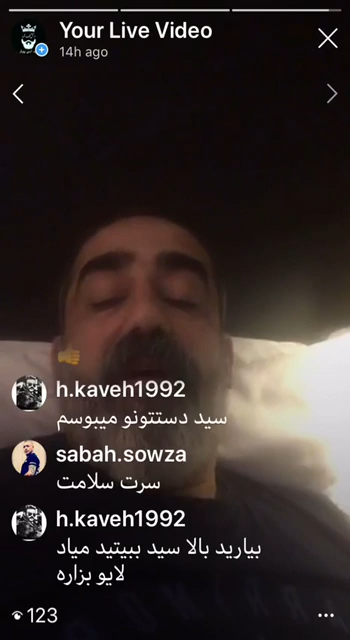 Your Live Video
14h ago
h.kaveh1992
سید دستتونو میبوسم
sabah.sowza
سرت سلامت
h.kaveh1992
بیارید بالا سید ببیتید میاد
لایو بزاره
123